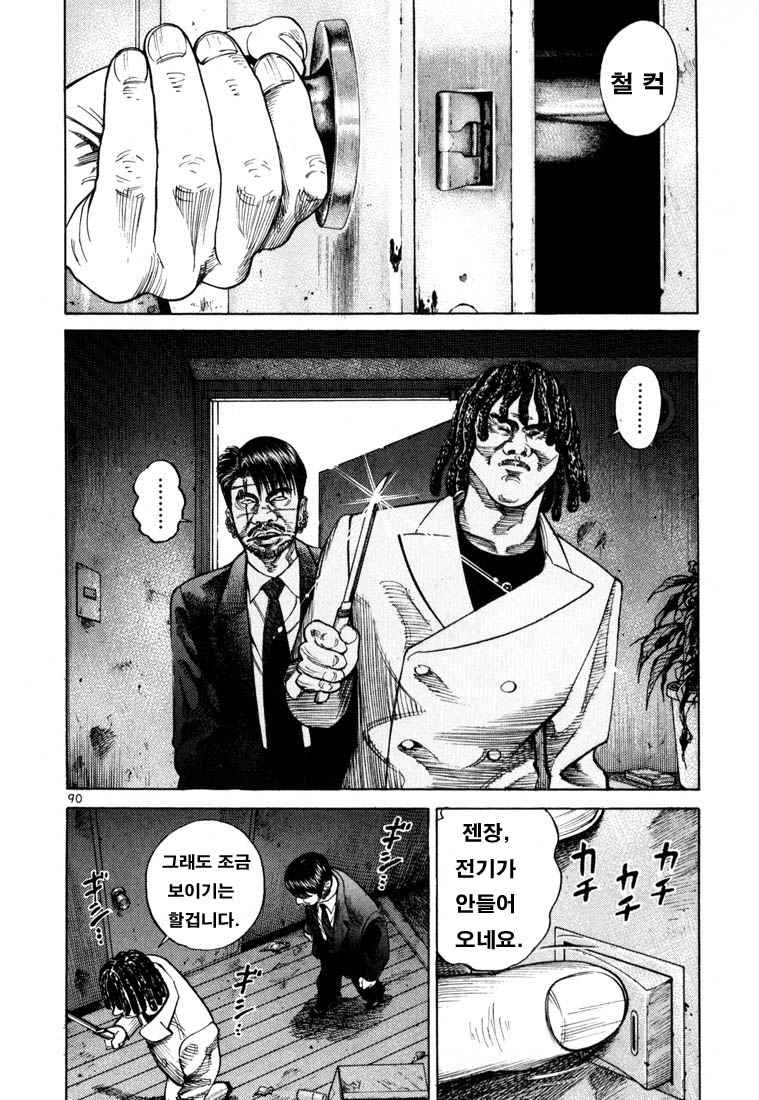 철 컥
………
………
90
젠장,
전기가
안들어
오네요.
カチ
カチ
カチ
그래도 조금
보이기는
할겁니다.
ギシ…
ギシ…
ギシ…